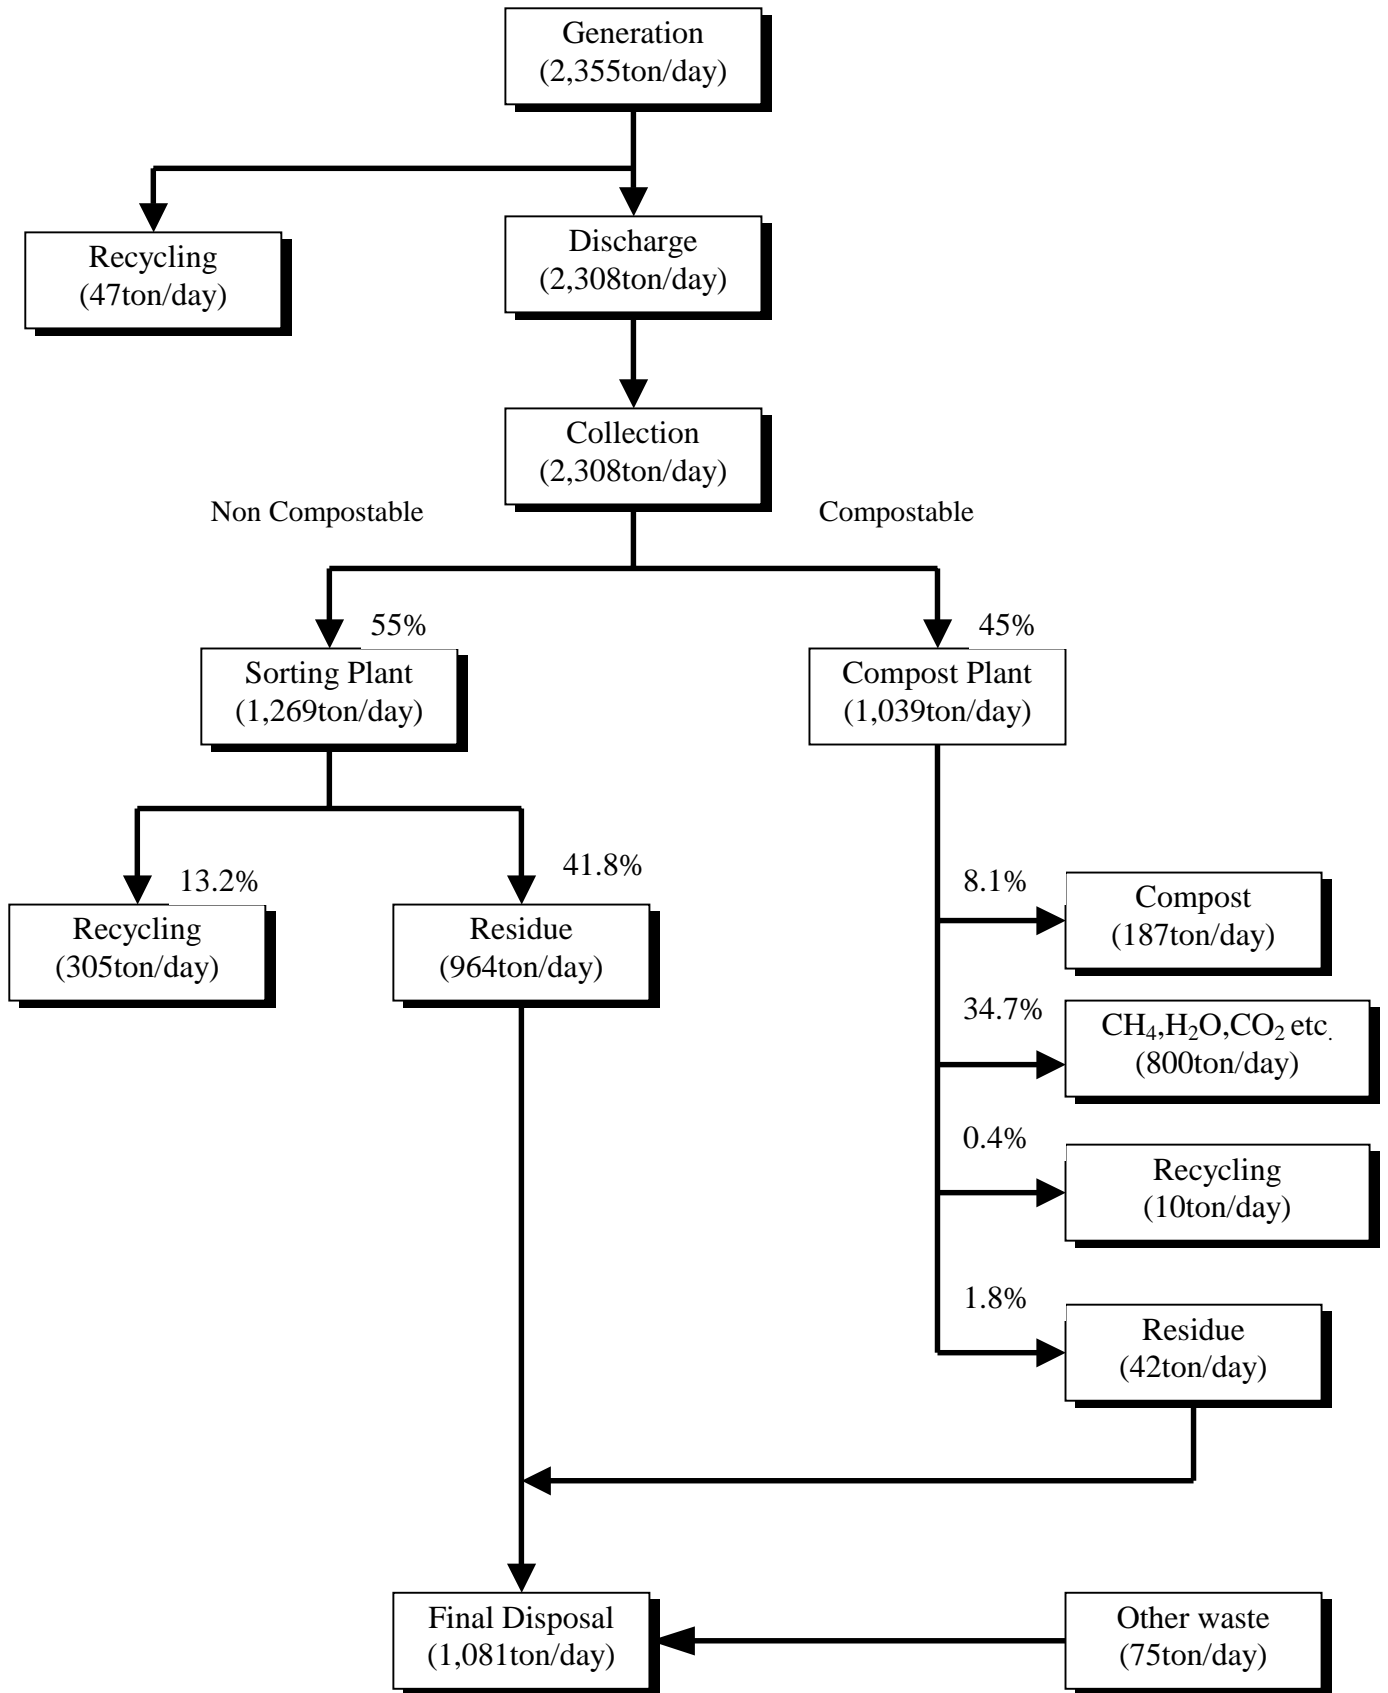 Generation
(2,355ton/day)
Recycling
(47ton/day)
Discharge
(2,308ton/day)
Collection
(2,308ton/day)
Non Compostable
Compostable
55%
45%
Sorting Plant
(1,269ton/day)
Compost Plant
(1,039ton/day)
13.2%
41.8%
Recycling
(305ton/day)
Residue
(964ton/day)
8.1%
Compost
(187ton/day)
34.7%
CH₄,H₂O,CO₂ etc.
(800ton/day)
0.4%
Recycling
(10ton/day)
1.8%
Residue
(42ton/day)
Final Disposal
(1,081ton/day)
Other waste
(75ton/day)